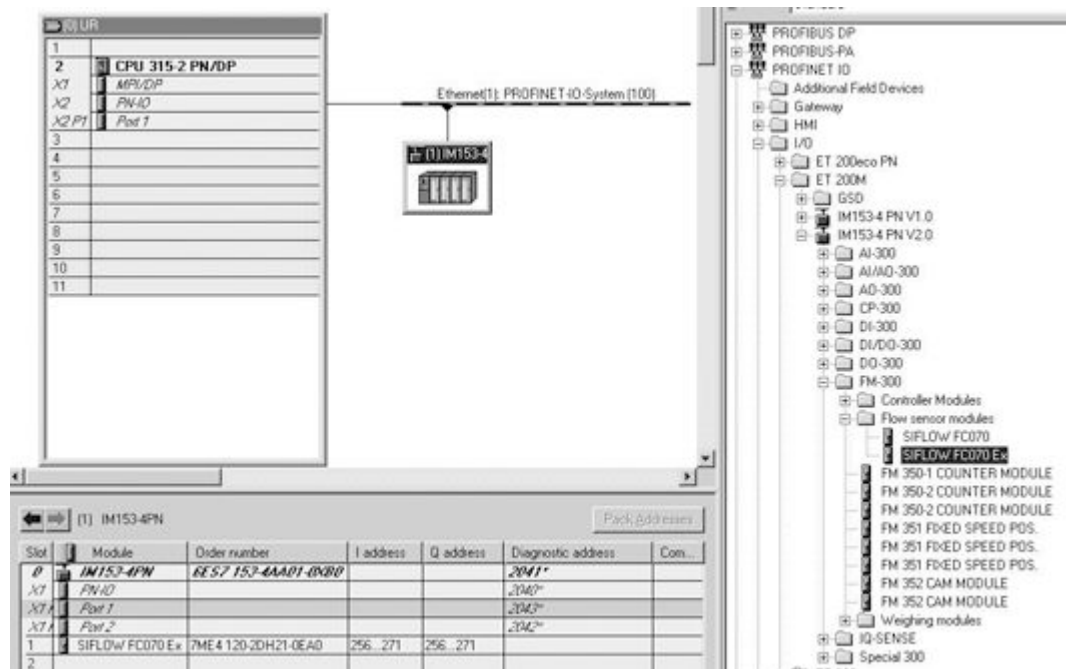 (0) UR
1
2 CPU 315-2 PN/DP
X1 MPI/DP
X2 PN-IO
X2 P1 Port 1
3
4
5
6
7
8
9
10
11
Ethernet(1): PROFINET-IO-System (100)
(1) IM153-4
PROFIBUS DP
PROFIBUS-PA
PROFINET IO
Additional Field Devices
Gateway
HMI
I/O
ET 200eco PN
ET 200M
GSD
IM153-4 PN V1.0
IM153-4 PN V2.0
AI-300
AI/AO-300
AO-300
CP-300
DI-300
DI/DO-300
DO-300
FM-300
Controller Modules
Flow sensor modules
SIFLOW FC070
SIFLOW FC070 Ex
FM 350-1 COUNTER MODULE
FM 350-2 COUNTER MODULE
FM 350-2 COUNTER MODULE
FM 351 FIXED SPEED POS.
FM 351 FIXED SPEED POS.
FM 351 FIXED SPEED POS.
FM 352 CAM MODULE
FM 352 CAM MODULE
Weighing modules
IQ-SENSE
Special 300
(1) IM153-4PN
Pack Addresses
Slot Module Order number I address Q address Diagnostic address Com...
0 IM153-4PN 6ES7 153-4AA01-0XB0 2041*
X1 PN-IO 2040*
X1 Port 1 2043*
X1 Port 2 2042*
1 SIFLOW FC070 Ex 7ME4 120-2DH21-0EA0 256...271 256...271
2